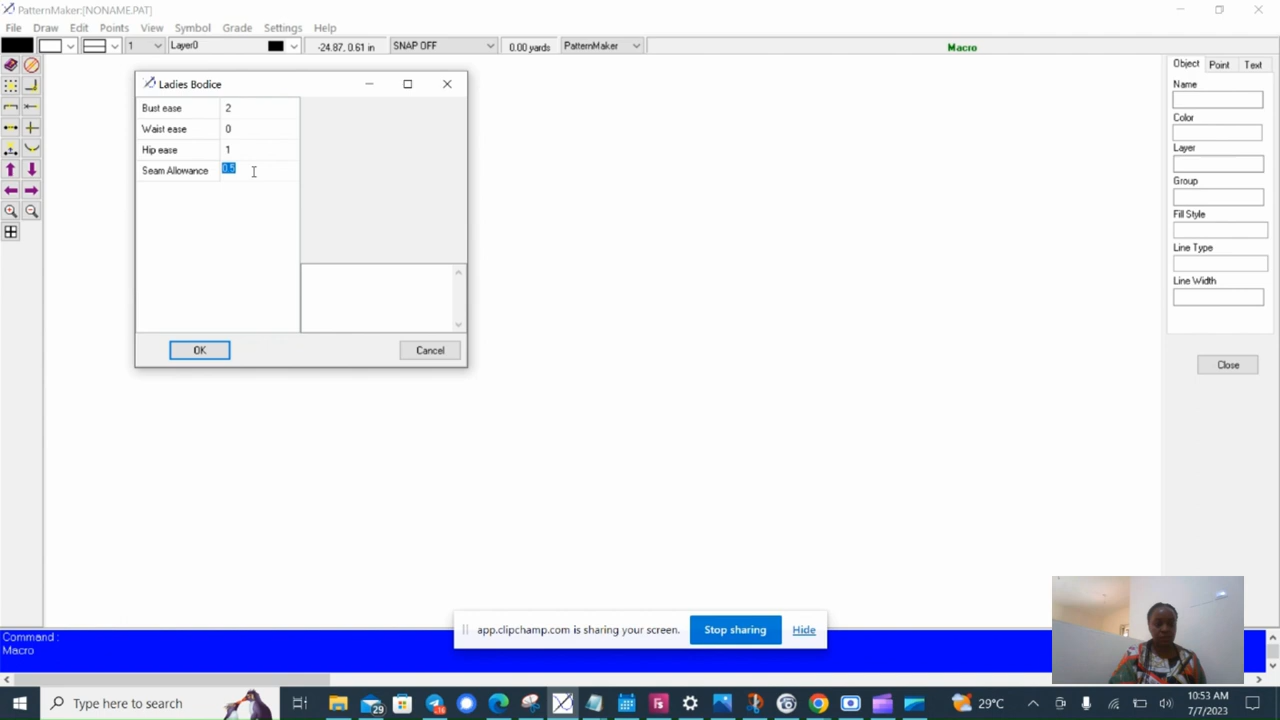 PatternMaker:[NONAME.PAT]
File Draw Edit Points View Symbol Grade Settings Help
1 Layer0 -24.87, 0.61 in SNAP OFF 0.00 yards PatternMaker Macro
Ladies Bodice
Bust ease 2
Waist ease 0
Hip ease 1
Seam Allowance 0.5
OK Cancel
Object Point Text
Name
Color
Layer
Group
Fill Style
Line Type
Line Width
Close
app.clipchamp.com is sharing your screen. Stop sharing Hide
Command :
Macro
Type here to search
29
29°C
10:53 AM
7/7/2023